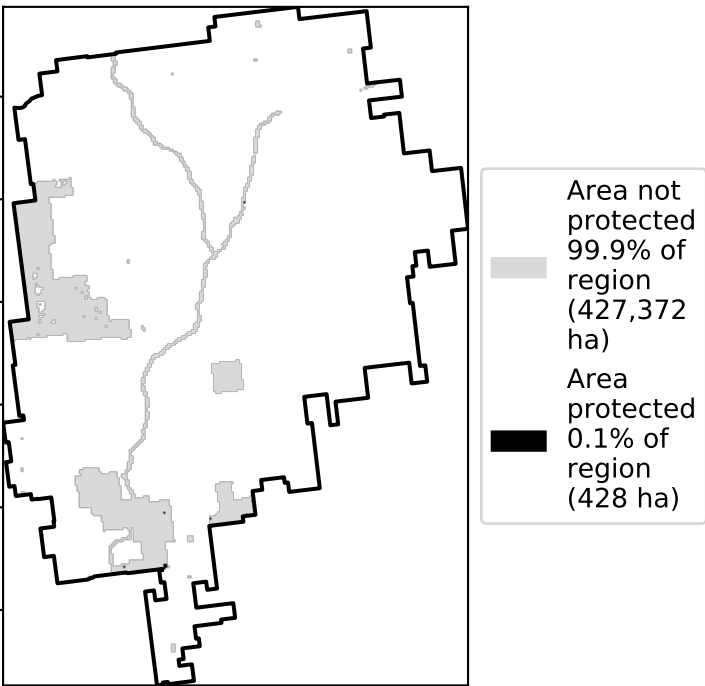 Area not
protected
99.9% of
region
(427,372
ha)
Area
protected
0.1% of
region
(428 ha)